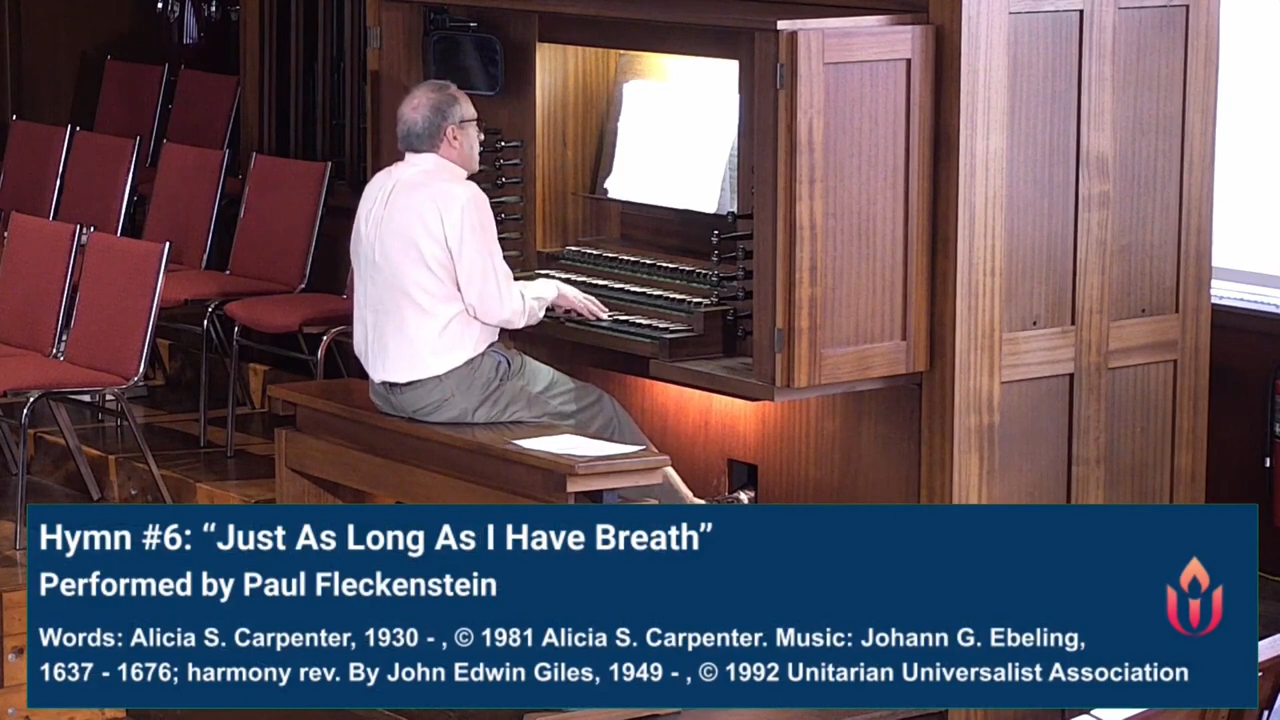 Hymn #6: “Just As Long As I Have Breath”
Performed by Paul Fleckenstein
Words: Alicia S. Carpenter, 1930 - , © 1981 Alicia S. Carpenter. Music: Johann G. Ebeling,
1637 - 1676; harmony rev. By John Edwin Giles, 1949 - , © 1992 Unitarian Universalist Association